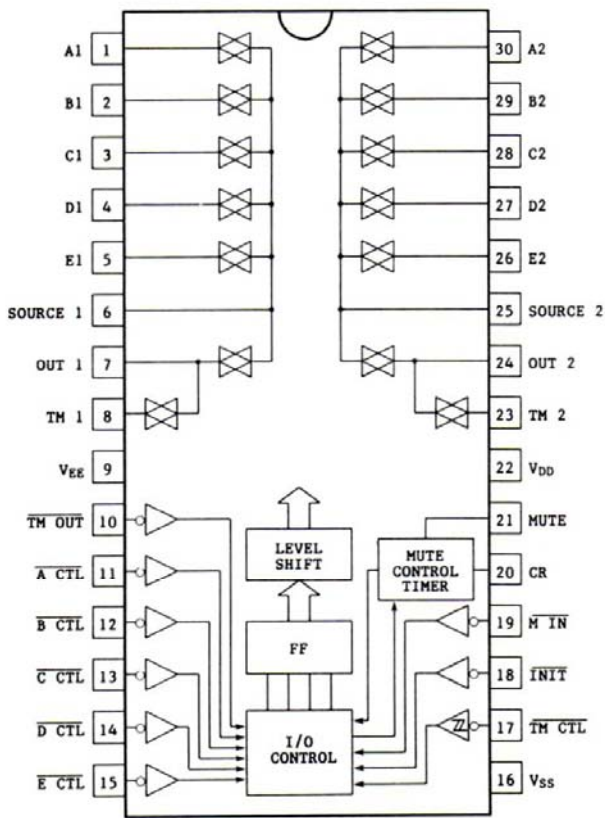 A1 1
30 A2
B1 2
29 B2
C1 3
28 C2
D1 4
27 D2
E1 5
26 E2
SOURCE 1 6
25 SOURCE 2
OUT 1 7
24 OUT 2
TM 1 8
23 TM 2
VEE 9
22 VDD
TM OUT 10
21 MUTE
LEVEL
SHIFT
MUTE
CONTROL
TIMER
A CTL 11
20 CR
B CTL 12
19 M IN
FF
C CTL 13
18 INIT
D CTL 14
17 TM CTL
I/O
CONTROL
E CTL 15
16 VSS